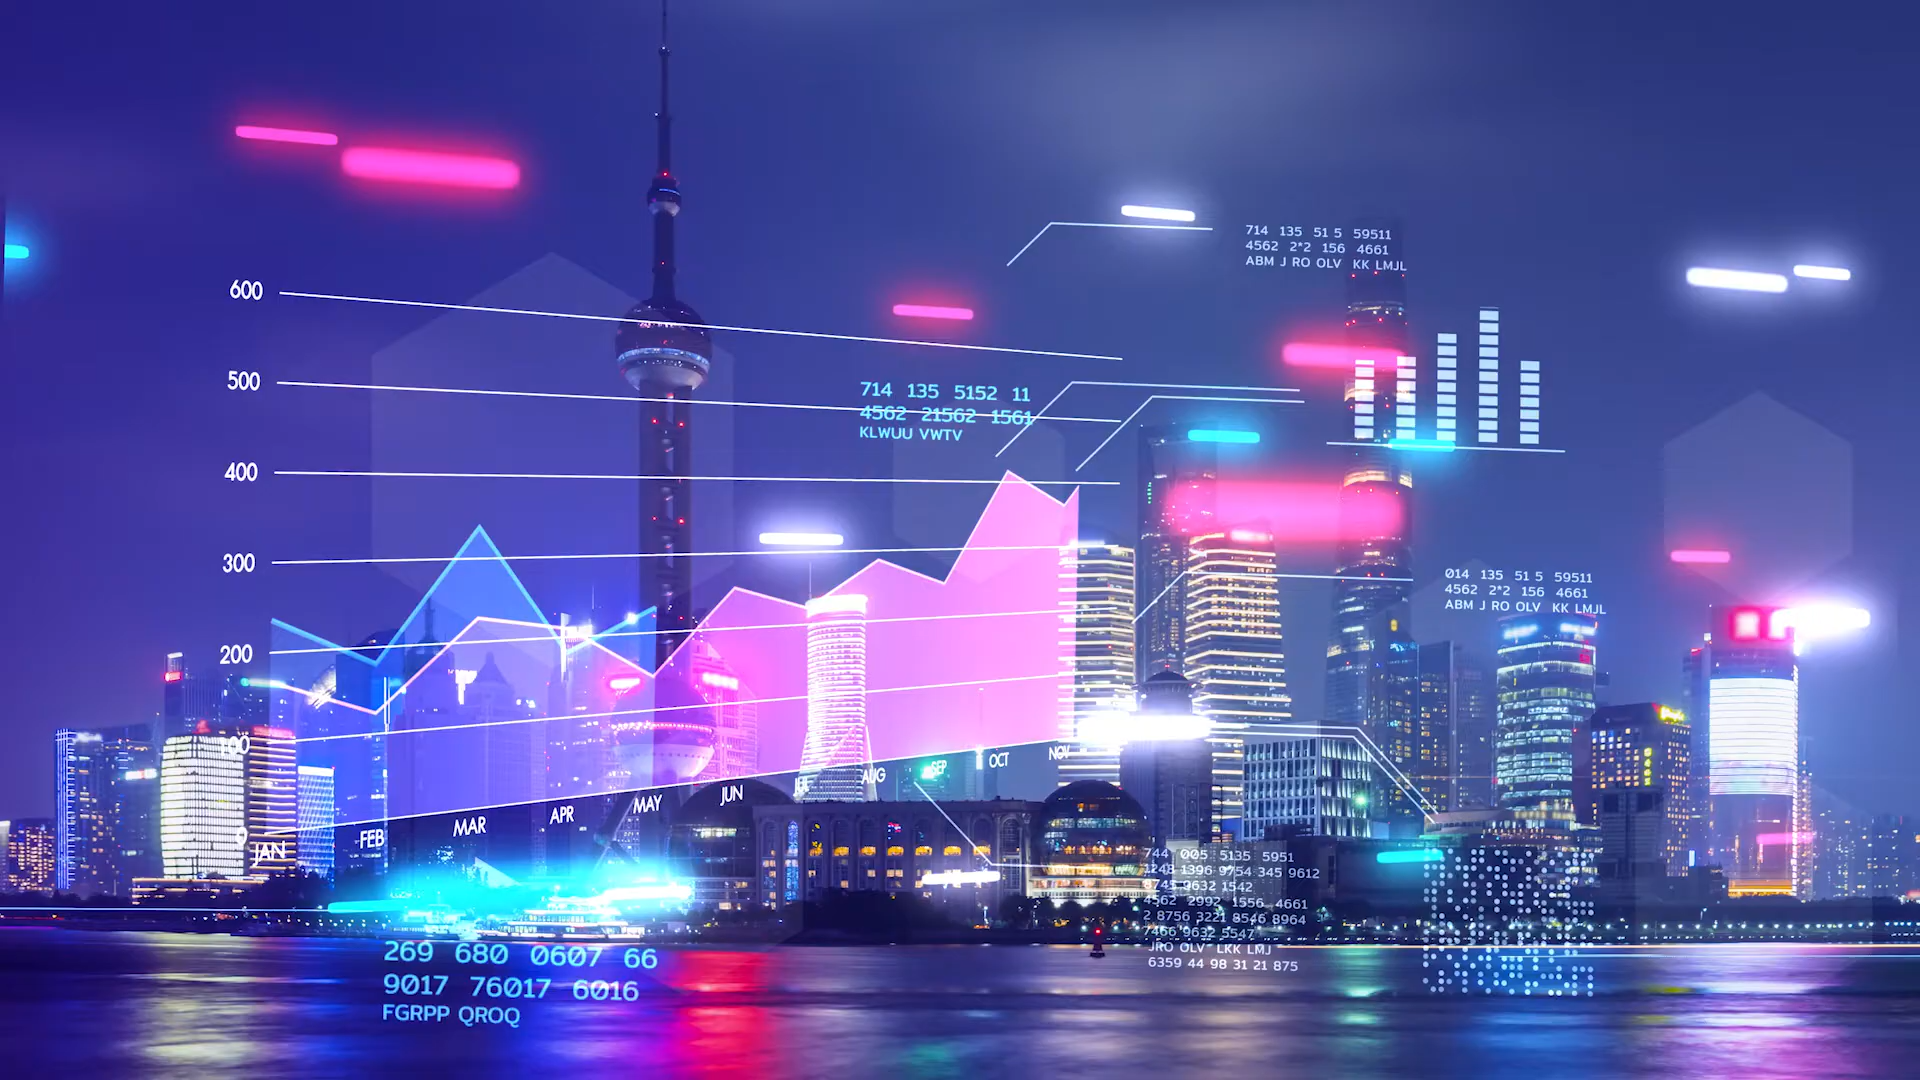 714 135 51 5 59511
4562 2*2 156 4661
ABM J RO OLV KK LMJL
600
500
400
300
200
100
0
714 135 5152 11
4562 21562 1561
KLWUU VWTV
014 135 51 5 59511
4562 2*2 156 4661
ABM J RO OLV KK LMJL
JAN FEB MAR APR MAY JUN JUL AUG SEP OCT NOV
744 005 5135 5951
1248 1396 9754 345 9612
8745 9632 1542
4562 2992 1556 4661
2 8756 3221 8546 8964
7466 9632 5547
JRO OLV LKK LMJ
6359 44 98 31 21 875
269 680 0607 66
9017 76017 6016
FGRPP QROQ